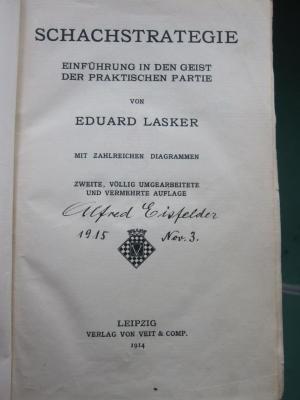 SCHACHSTRATEGIE
EINFÜHRUNG IN DEN GEIST
DER PRAKTISCHEN PARTIE
VON
EDUARD LASKER
MIT ZAHLREICHEN DIAGRAMMEN
ZWEITE, VÖLLIG UMGEARBEITETE
UND VERMEHRTE AUFLAGE
Alfred Eisfelder
1915 Nov. 3.
LEIPZIG
VERLAG VON VEIT & COMP.
1914